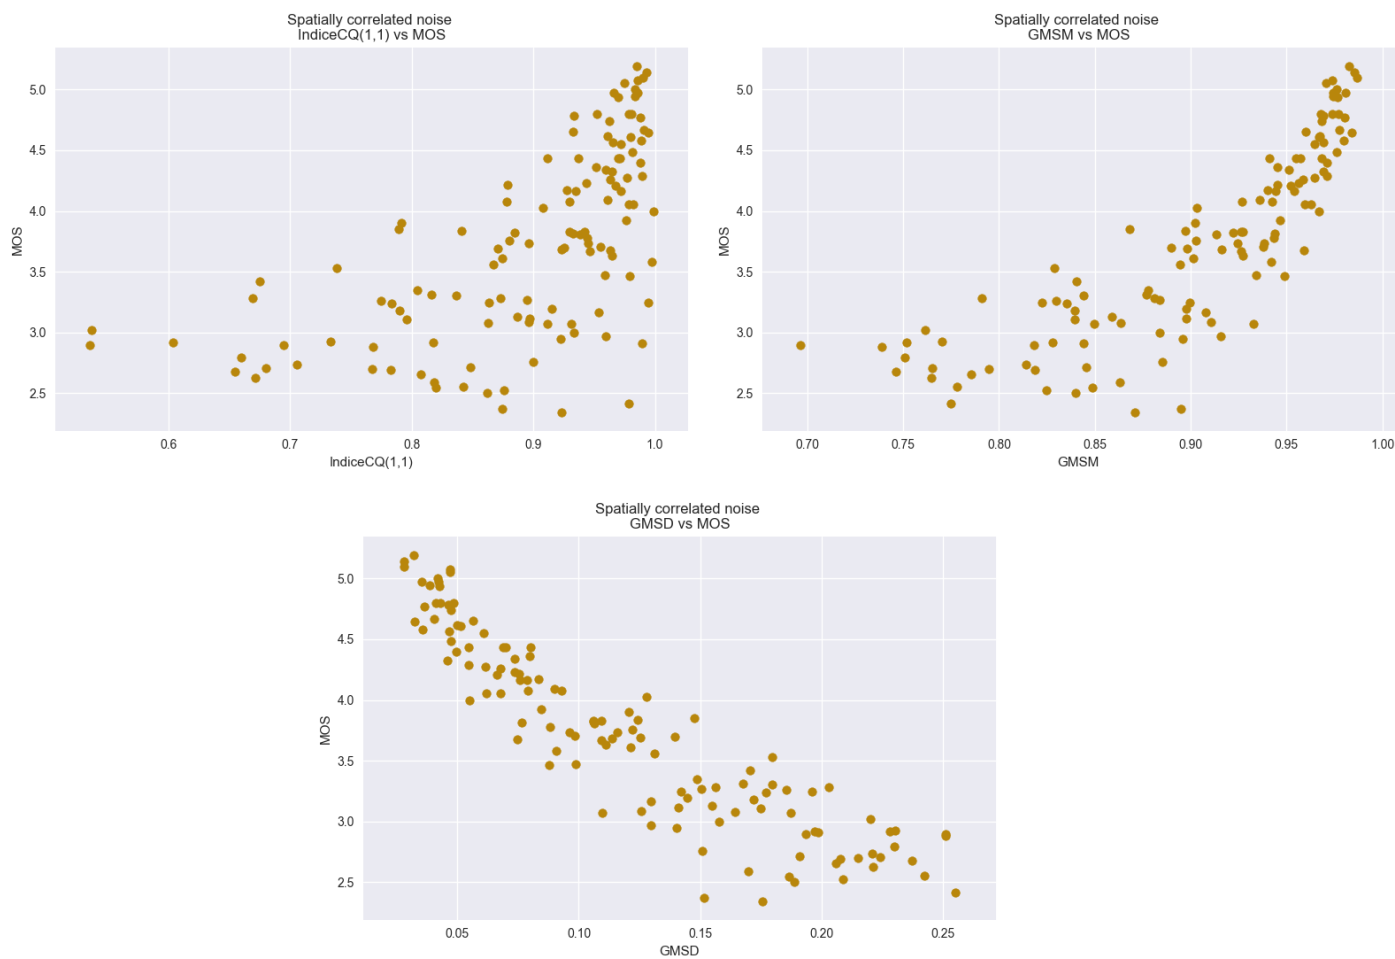 Spatially correlated noise
IndiceCQ(1,1) vs MOS
MOS
5.0
4.5
4.0
3.5
3.0
2.5
0.6 0.7 0.8 0.9 1.0
IndiceCQ(1,1)
Spatially correlated noise
GMSM vs MOS
MOS
5.0
4.5
4.0
3.5
3.0
2.5
0.70 0.75 0.80 0.85 0.90 0.95 1.00
GMSM
Spatially correlated noise
GMSD vs MOS
MOS
5.0
4.5
4.0
3.5
3.0
2.5
0.05 0.10 0.15 0.20 0.25
GMSD